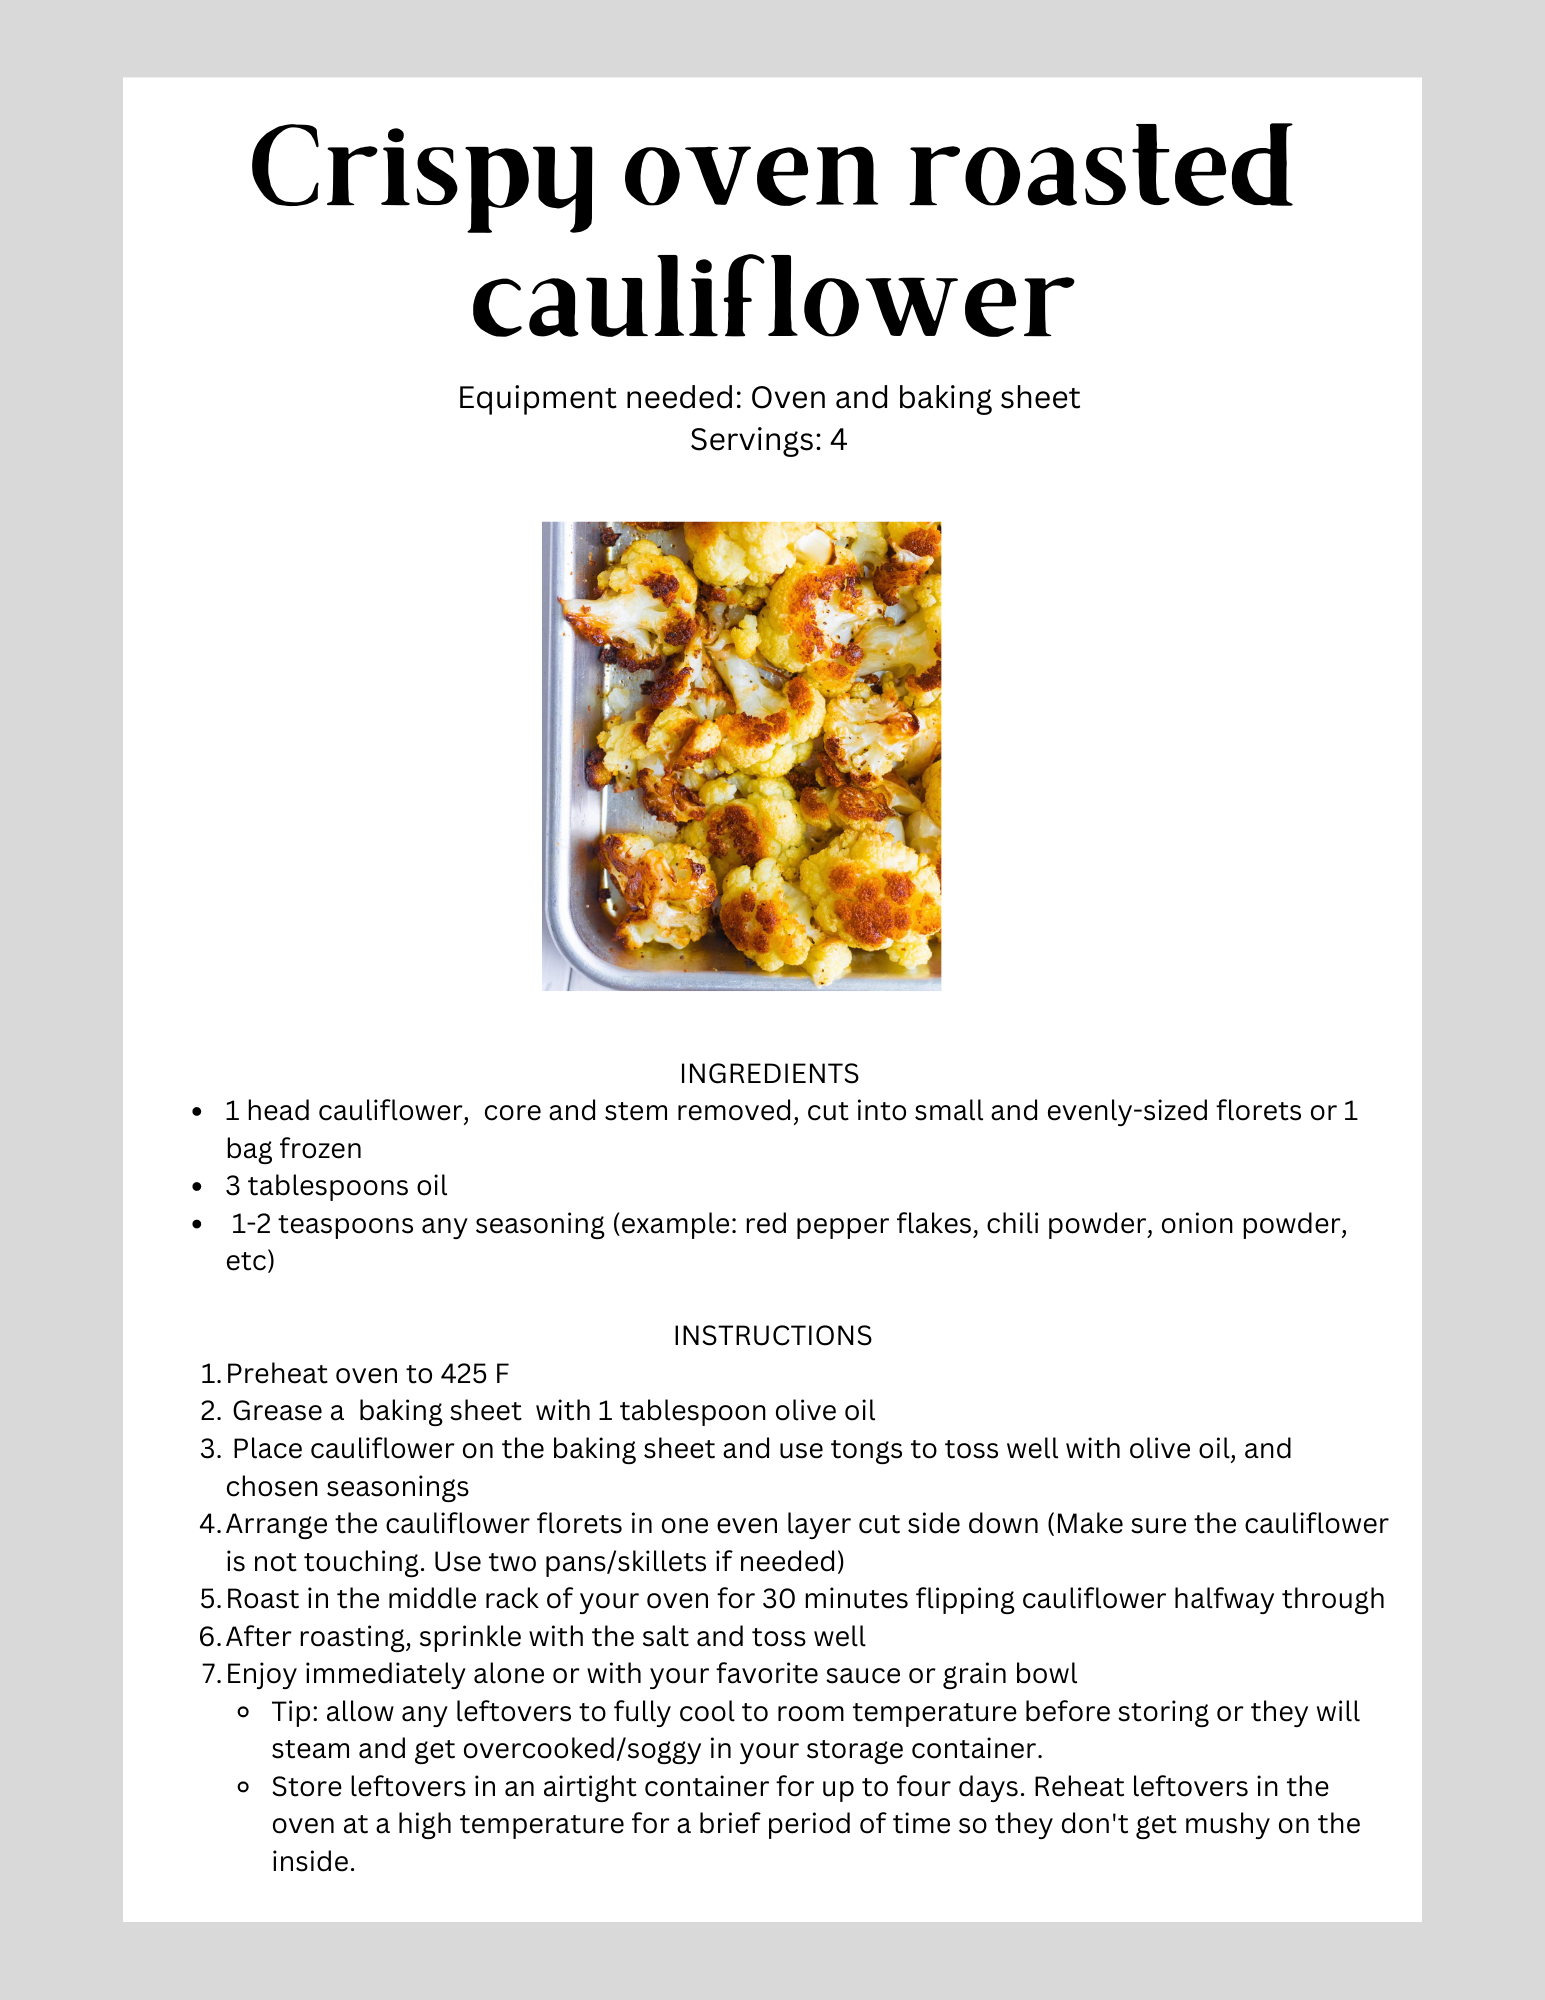 Crispy oven roasted
cauliflower
Equipment needed: Oven and baking sheet
Servings: 4
INGREDIENTS
• 1 head cauliflower,  core and stem removed, cut into small and evenly-sized florets or 1
bag frozen
• 3 tablespoons oil
•  1-2 teaspoons any seasoning (example: red pepper flakes, chili powder, onion powder,
etc)
INSTRUCTIONS
1. Preheat oven to 425 F
2.  Grease a  baking sheet  with 1 tablespoon olive oil
3.  Place cauliflower on the baking sheet and use tongs to toss well with olive oil, and
chosen seasonings
4. Arrange the cauliflower florets in one even layer cut side down (Make sure the cauliflower
is not touching. Use two pans/skillets if needed)
5. Roast in the middle rack of your oven for 30 minutes flipping cauliflower halfway through
6. After roasting, sprinkle with the salt and toss well
7. Enjoy immediately alone or with your favorite sauce or grain bowl
◦ Tip: allow any leftovers to fully cool to room temperature before storing or they will
steam and get overcooked/soggy in your storage container.
◦ Store leftovers in an airtight container for up to four days. Reheat leftovers in the
oven at a high temperature for a brief period of time so they don't get mushy on the
inside.